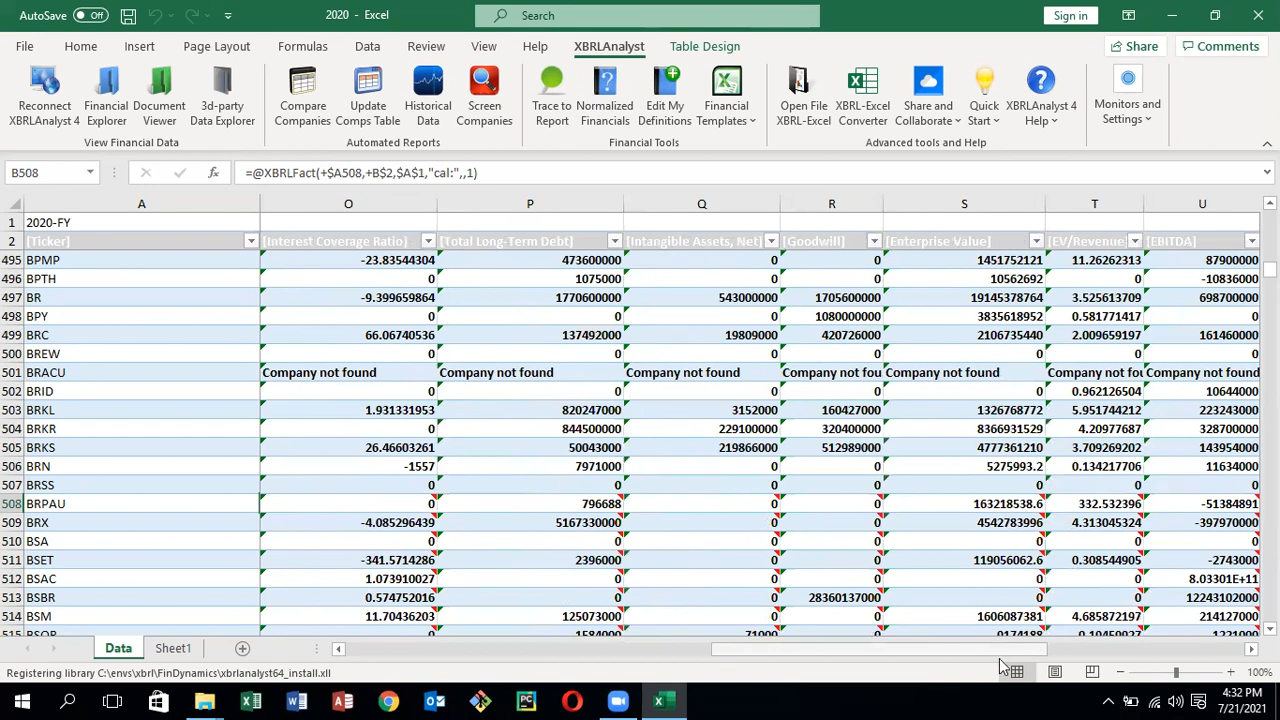 AutoSave Off 2020 - Excel Search Sign in
File Home Insert Page Layout Formulas Data Review View Help XBRLAnalyst Table Design Share Comments
Reconnect XBRLAnalyst 4 Financial Explorer Document Viewer 3d-party Data Explorer Compare Companies Update Comps Table Historical Data Screen Companies Trace to Report Normalized Financials Edit My Definitions Financial Templates Open File XBRL-Excel XBRL-Excel Converter Share and Collaborate Quick Start XBRLAnalyst 4 Help Monitors and Settings
View Financial Data Automated Reports Financial Tools Advanced tools and Help
B508 fx =@XBRLFact(+$A508,+B$2,$A$1,"cal:",,1)
A O P Q R S T U
1 2020-FY
2 [Ticker] [Interest Coverage Ratio] [Total Long-Term Debt] [Intangible Assets, Net] [Goodwill] [Enterprise Value] [EV/Revenue] [EBITDA]
495 BPMP -23.83544304 473600000 0 0 1451752121 11.26262313 87900000
496 BPTH 0 1075000 0 0 10562692 0 -10836000
497 BR -9.399659864 1770600000 543000000 1705600000 19145378764 3.525613709 698700000
498 BPY 0 0 0 1080000000 3835618952 0.581771417 0
499 BRC 66.06740536 137492000 19809000 420726000 2106735440 2.009659197 161460000
500 BREW 0 0 0 0 0 0 0
501 BRACU Company not found Company not found Company not found Company not fou Company not found Company not fou Company not found
502 BRID 0 0 0 0 0 0.962126504 10644000
503 BRKL 1.931331953 820247000 3152000 160427000 1326768772 5.951744212 223243000
504 BRKR 0 844500000 229100000 320400000 8366931529 4.20977687 328700000
505 BRKS 26.46603261 50043000 219866000 512989000 4777361210 3.709269202 143954000
506 BRN -1557 7971000 0 0 5275993.2 0.134217706 11634000
507 BRSS 0 0 0 0 0 0 0
508 BRPAU 0 796688 0 0 163218538.6 332.532396 -51384891
509 BRX -4.085296439 5167330000 0 0 4542783996 4.313045324 -397970000
510 BSA 0 0 0 0 0 0 0
511 BSET -341.5714286 2396000 0 0 119056062.6 0.308544905 -2743000
512 BSAC 1.073910027 0 0 0 0 0 8.03301E+11
513 BSBR 0.574752016 0 0 28360137000 0 0 12243102000
514 BSM 11.70436203 125073000 0 0 1606087381 4.685872197 214127000
Data Sheet1
Registering library C:\envs\xbrl\FinDynamics\xbrlanalyst64_install.xll 100%
4:32 PM
7/21/2021